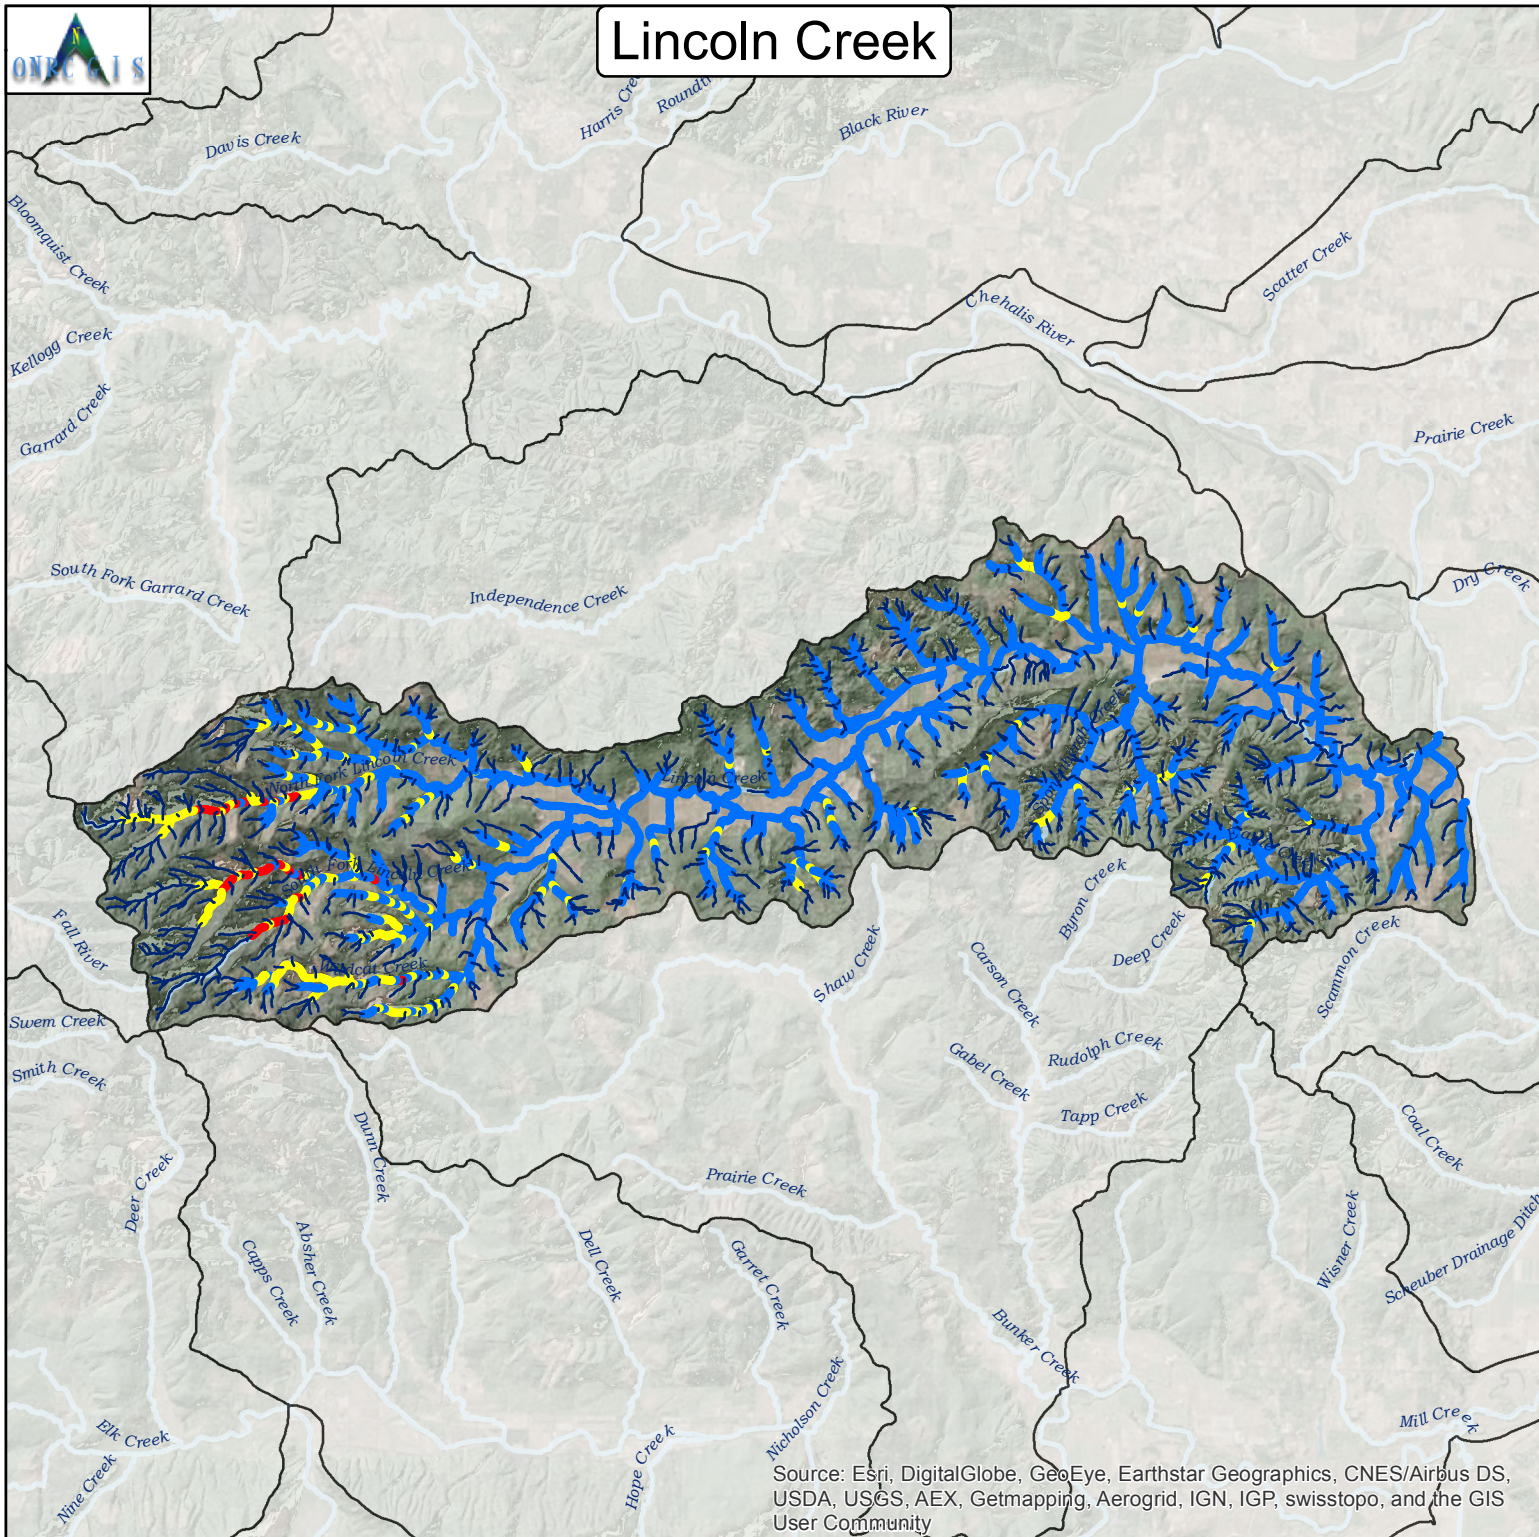 Lincoln Creek
N
ONRC GIS
Davis Creek
Harris Cree
Roundtr
Black River
Bloomquist Creek
Scatter Creek
Chehalis River
Kellogg Creek
Garrard Creek
Prairie Creek
South Fork Garrard Creek
Independence Creek
Dry Creek
North Fork Lincoln Creek
Lincoln Creek
Creek
South Fork Lincoln Creek
Wildcat Creek
Fall River
Byron Creek
Deep Creek
Shaw Creek
Carson Creek
Scammon Creek
Swem Creek
Smith Creek
Gabel Creek
Rudolph Creek
Tapp Creek
Dunn Creek
Coal Creek
Deer Creek
Prairie Creek
Absher Creek
Capps Creek
Dell Creek
Garret Creek
Wisner Creek
Scheuber Drainage Ditch
Bunker Creek
Nicholson Creek
Elk Creek
Nine Creek
Hope Creek
Mill Creek
Source: Esri, DigitalGlobe, GeoEye, Earthstar Geographics, CNES/Airbus DS,
USDA, USGS, AEX, Getmapping, Aerogrid, IGN, IGP, swisstopo, and the GIS
User Community